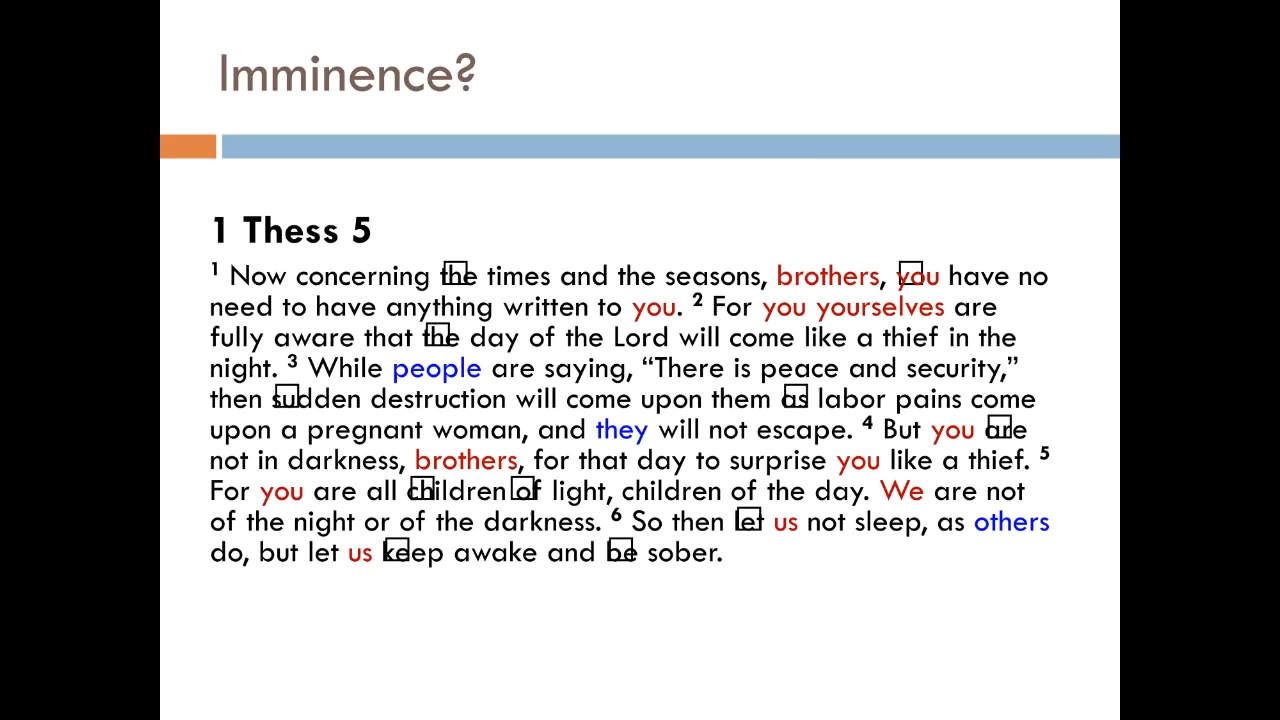 Imminence?
1 Thess 5
1 Now concerning the times and the seasons, brothers, you have no
need to have anything written to you. 2 For you yourselves are
fully aware that the day of the Lord will come like a thief in the
night. 3 While people are saying, “There is peace and security,”
then sudden destruction will come upon them as labor pains come
upon a pregnant woman, and they will not escape. 4 But you are
not in darkness, brothers, for that day to surprise you like a thief. 5
For you are all children of light, children of the day. We are not
of the night or of the darkness. 6 So then let us not sleep, as others
do, but let us keep awake and be sober.